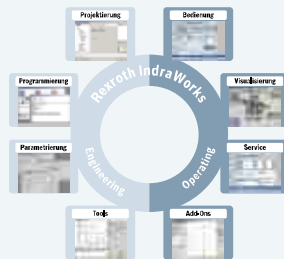 Projektierung
Bedienung
Programmierung
Visualisierung
Rexroth IndraWorks
Parametrierung
Service
Engineering
Operating
Tools
Add-Ons